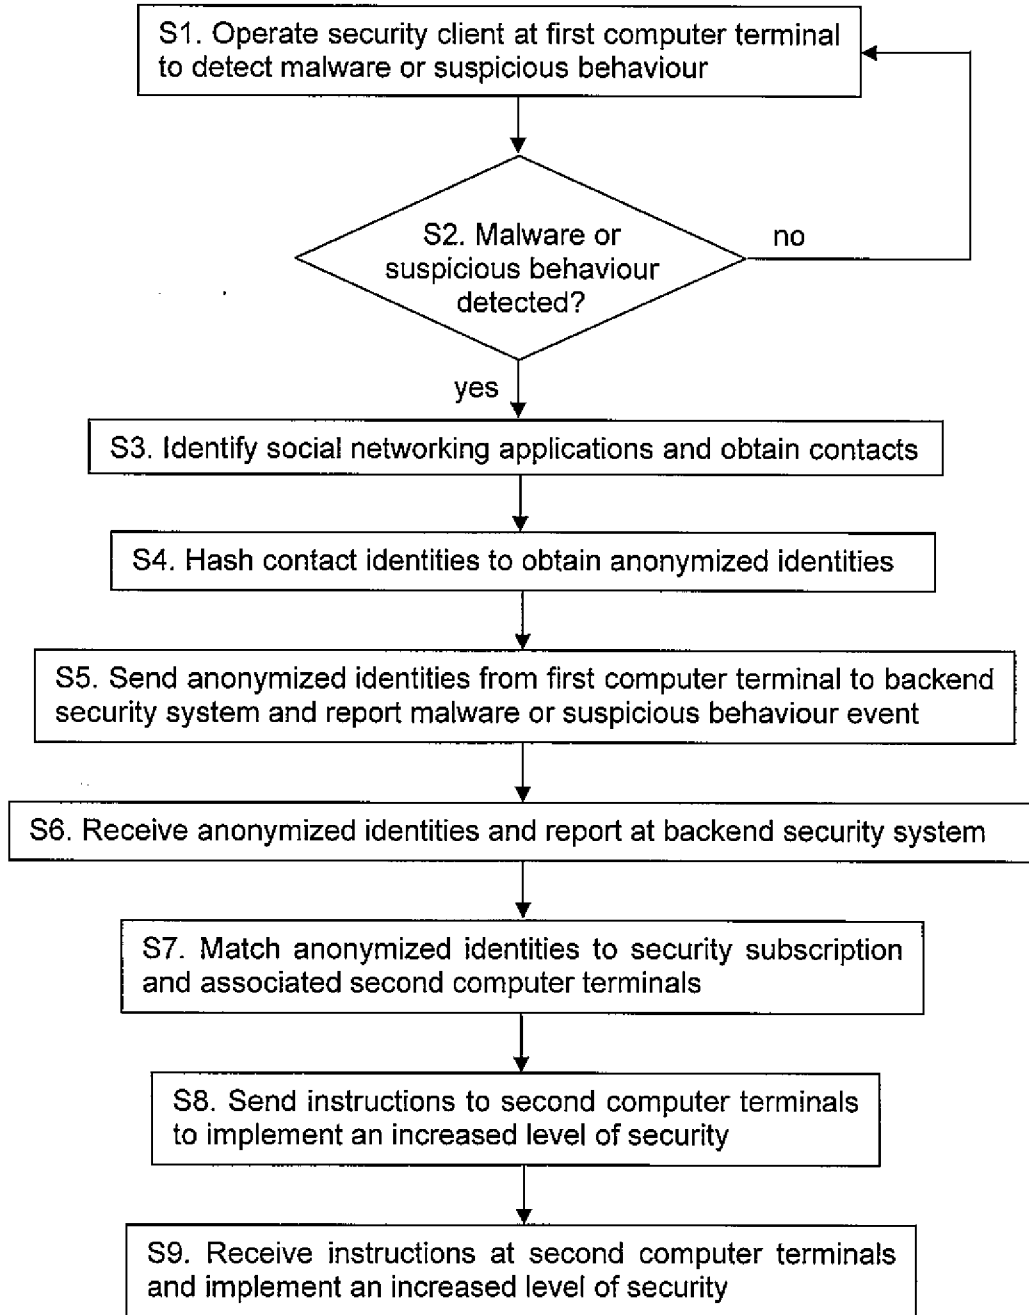 S1. Operate security client at first computer terminal
to detect malware or suspicious behaviour
S2. Malware or
suspicious behaviour
detected?
no
yes
S3. Identify social networking applications and obtain contacts
S4. Hash contact identities to obtain anonymized identities
S5. Send anonymized identities from first computer terminal to backend
security system and report malware or suspicious behaviour event
S6. Receive anonymized identities and report at backend security system
S7. Match anonymized identities to security subscription
and associated second computer terminals
S8. Send instructions to second computer terminals
to implement an increased level of security
S9. Receive instructions at second computer terminals
and implement an increased level of security